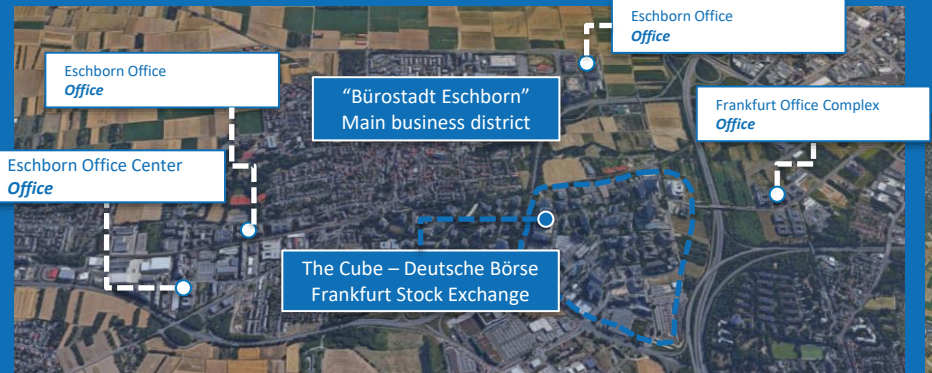 Eschborn Office
Office
Eschborn Office
Office
"Bürostadt Eschborn"
Main business district
Frankfurt Office Complex
Office
Eschborn Office Center
Office
The Cube – Deutsche Börse
Frankfurt Stock Exchange